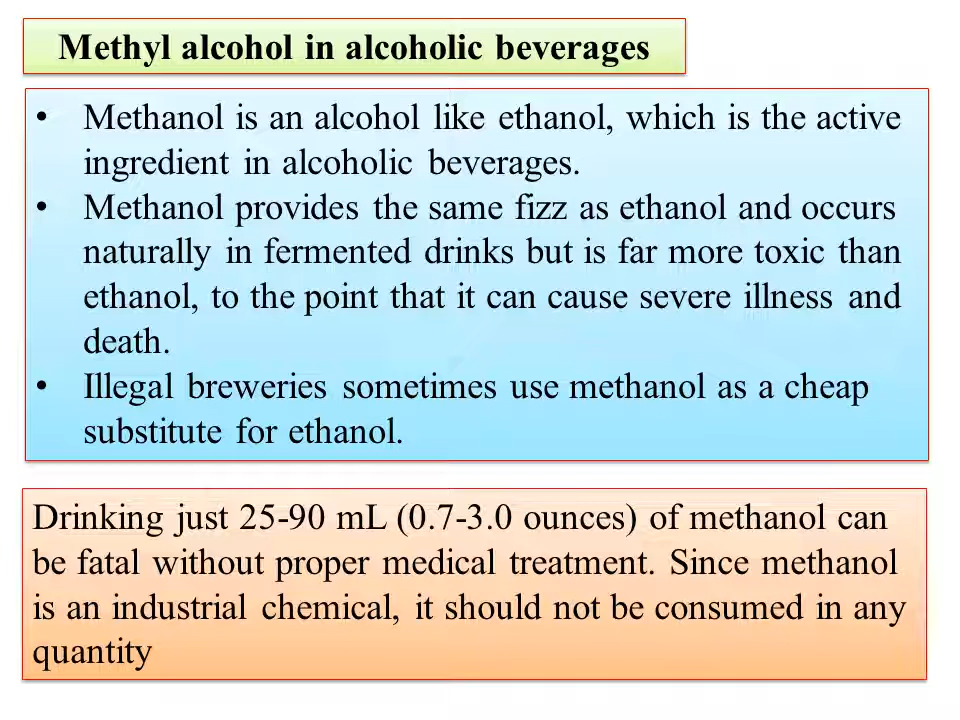 Methyl alcohol in alcoholic beverages
• Methanol is an alcohol like ethanol, which is the active
ingredient in alcoholic beverages.
• Methanol provides the same fizz as ethanol and occurs
naturally in fermented drinks but is far more toxic than
ethanol, to the point that it can cause severe illness and
death.
• Illegal breweries sometimes use methanol as a cheap
substitute for ethanol.
Drinking just 25-90 mL (0.7-3.0 ounces) of methanol can
be fatal without proper medical treatment. Since methanol
is an industrial chemical, it should not be consumed in any
quantity